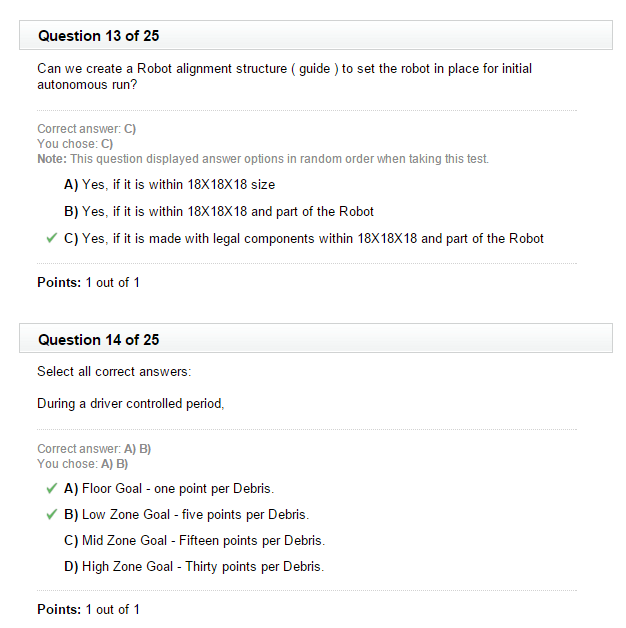 Question 13 of 25
Can we create a Robot alignment structure ( guide ) to set the robot in place for initial
autonomous run?
Correct answer: C)
You chose: C)
Note: This question displayed answer options in random order when taking this test.
A) Yes, if it is within 18X18X18 size
B) Yes, if it is within 18X18X18 and part of the Robot
C) Yes, if it is made with legal components within 18X18X18 and part of the Robot
Points: 1 out of 1
Question 14 of 25
Select all correct answers:
During a driver controlled period,
Correct answer: A) B)
You chose: A) B)
A) Floor Goal - one point per Debris.
B) Low Zone Goal - five points per Debris.
C) Mid Zone Goal - Fifteen points per Debris.
D) High Zone Goal - Thirty points per Debris.
Points: 1 out of 1